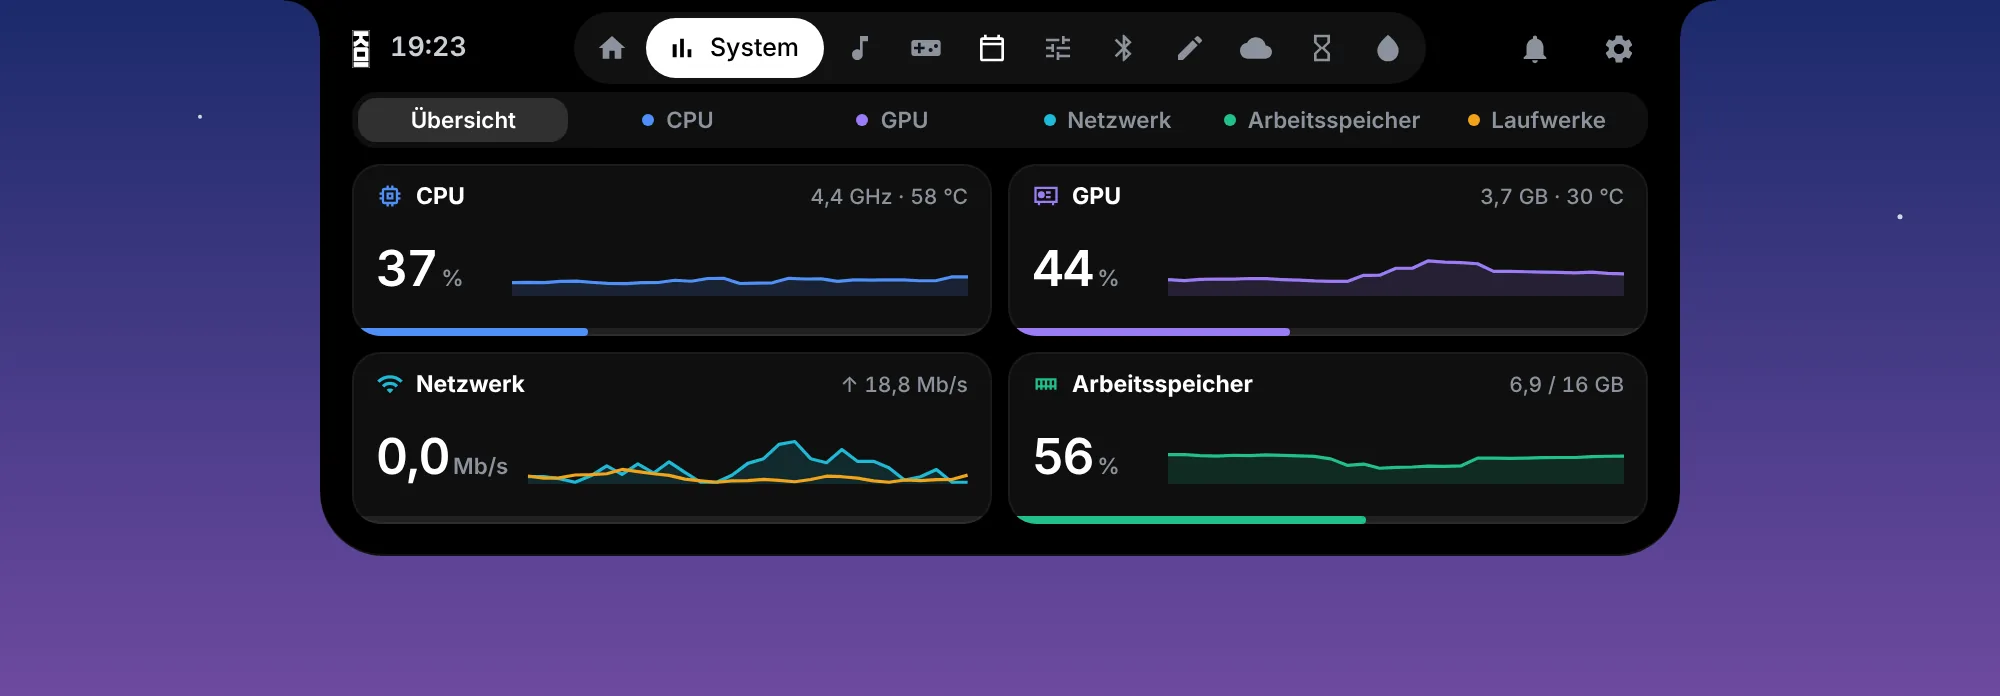 19:23
System
Übersicht
CPU
GPU
Netzwerk
Arbeitsspeicher
Laufwerke
CPU
4,4 GHz · 58 °C
37 %
GPU
3,7 GB · 30 °C
44 %
Netzwerk
↑ 18,8 Mb/s
0,0 Mb/s
Arbeitsspeicher
6,9 / 16 GB
56 %